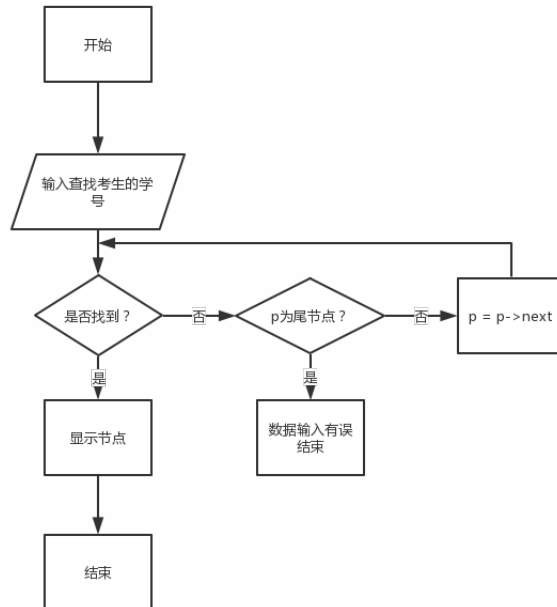 开始
输入查找考生的学
号
是否找到？
否
p为尾节点？
否
p = p->next
是
是
显示节点
数据输入有误
结束
结束